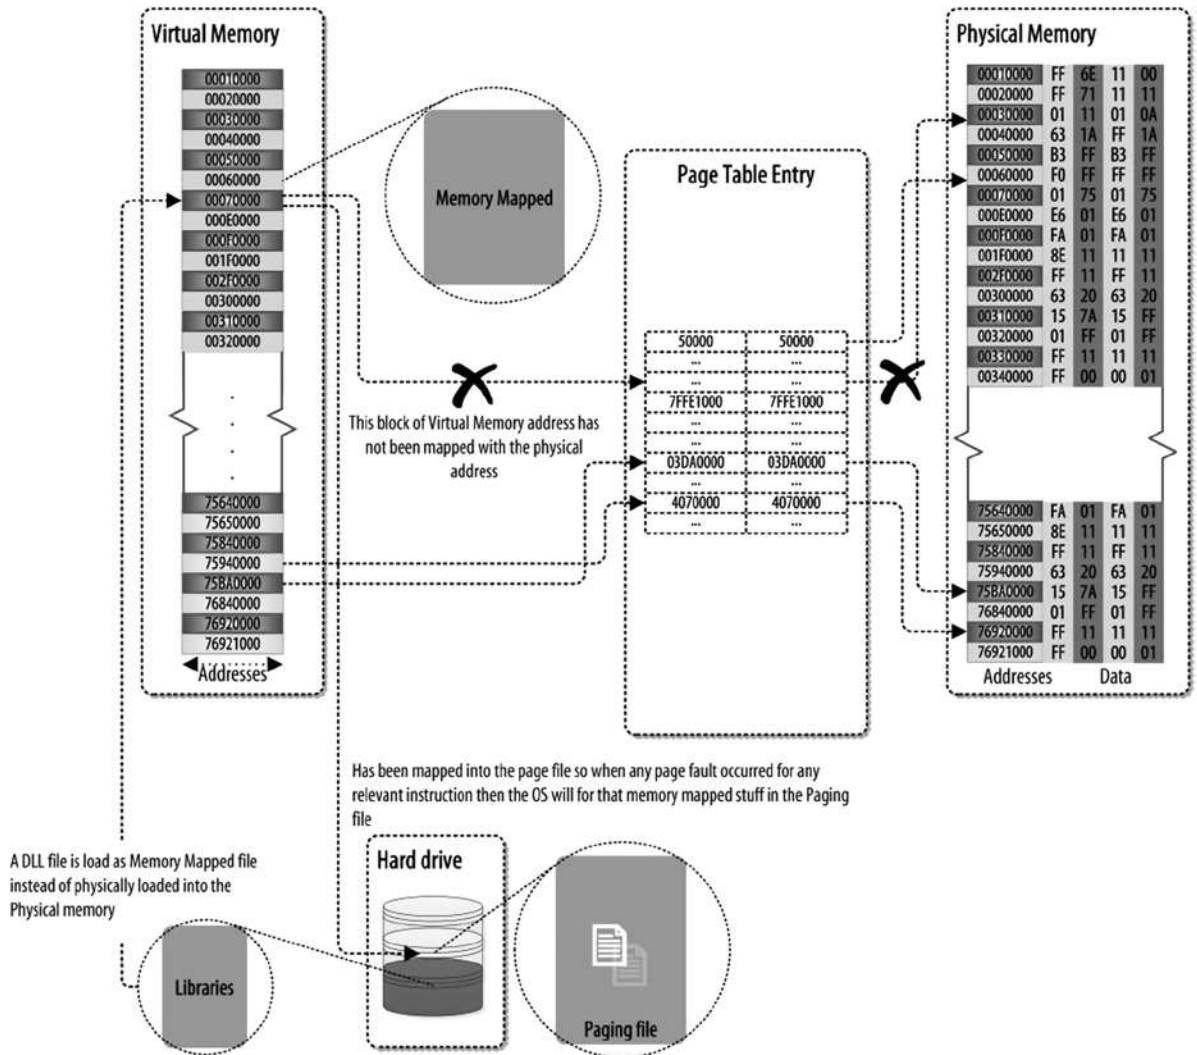 Virtual Memory
00010000
00020000
00030000
00040000
00050000
00060000
00070000
000E0000
000F0000
001F0000
002F0000
00300000
00310000
00320000
.
.
.
.
75640000
75650000
75840000
75940000
75BA0000
76840000
76920000
76921000
Addresses
Memory Mapped
This block of Virtual Memory address has
not been mapped with the physical
address
Page Table Entry
50000 50000
... ...
... ...
7FFE1000 7FFE1000
... ...
... ...
03DA0000 03DA0000
... ...
4070000 4070000
... ...
Physical Memory
00010000 FF 6E 11 00
00020000 FF 71 11 11
00030000 01 11 01 0A
00040000 63 1A FF 1A
00050000 B3 FF B3 FF
00060000 F0 FF FF FF
00070000 01 75 01 75
000E0000 E6 01 E6 01
000F0000 FA 01 FA 01
001F0000 8E 11 11 11
002F0000 FF 11 FF 11
00300000 63 20 63 20
00310000 15 7A 15 FF
00320000 01 FF 01 FF
00330000 FF 11 11 11
00340000 FF 00 00 01
75640000 FA 01 FA 01
75650000 8E 11 11 11
75840000 FF 11 FF 11
75940000 63 20 63 20
75BA0000 15 7A 15 FF
76840000 01 FF 01 FF
76920000 FF 11 11 11
76921000 FF 00 00 01
Addresses Data
Has been mapped into the page file so when any page fault occurred for any
relevant instruction then the OS will for that memory mapped stuff in the Paging
file
A DLL file is load as Memory Mapped file
instead of physically loaded into the
Physical memory
Libraries
Hard drive
Paging file